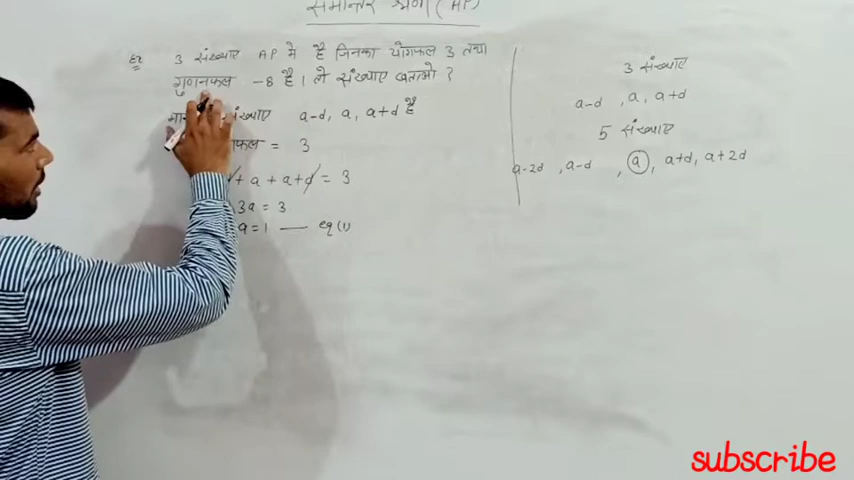 समान्तर श्रेणी (AP)
Ex 3 संख्याए AP मे है जिनका योगफल 3 तथा
गुणनफल -8 है। तो संख्याए बताओ ?
संख्याए a-d, a, a+d है
= 3
+ a + a+d = 3
3a = 3
a = 1 —— eq (1)
3 संख्याए
a-d , a, a+d
5 संख्याए
a-2d , a-d , a, a+d, a+2d
subscribe